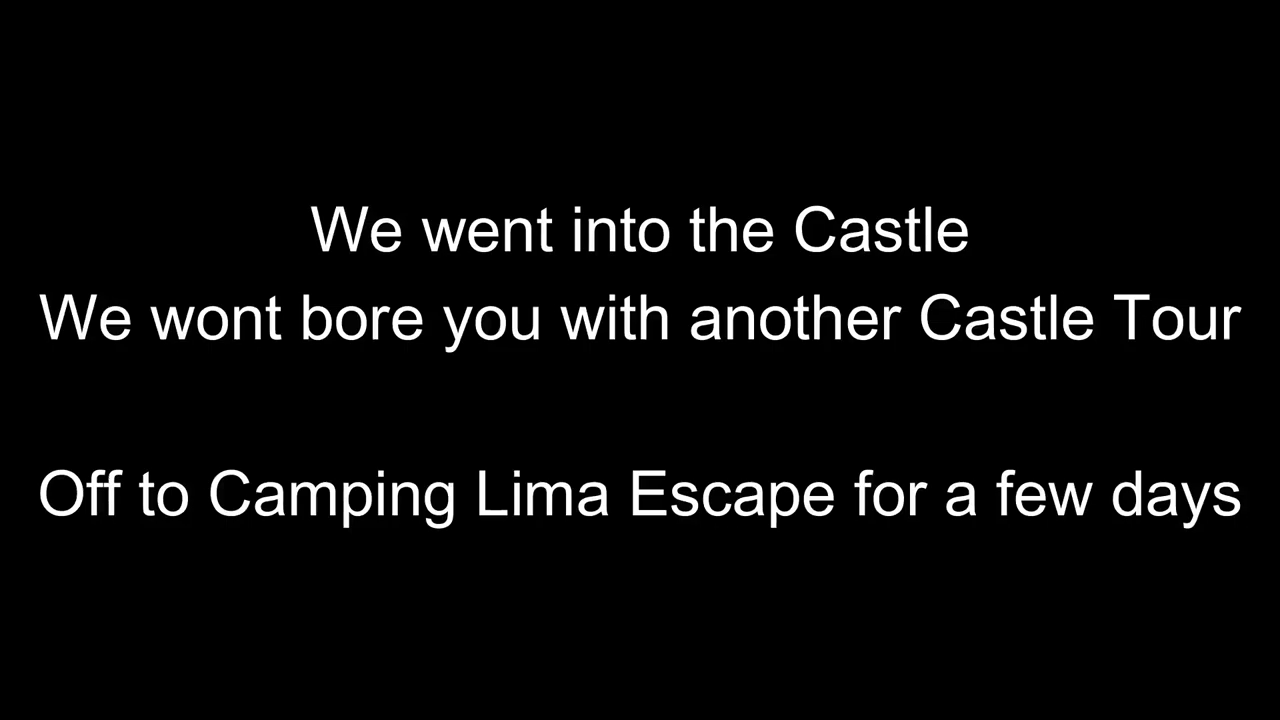 We went into the Castle
We wont bore you with another Castle Tour
Off to Camping Lima Escape for a few days